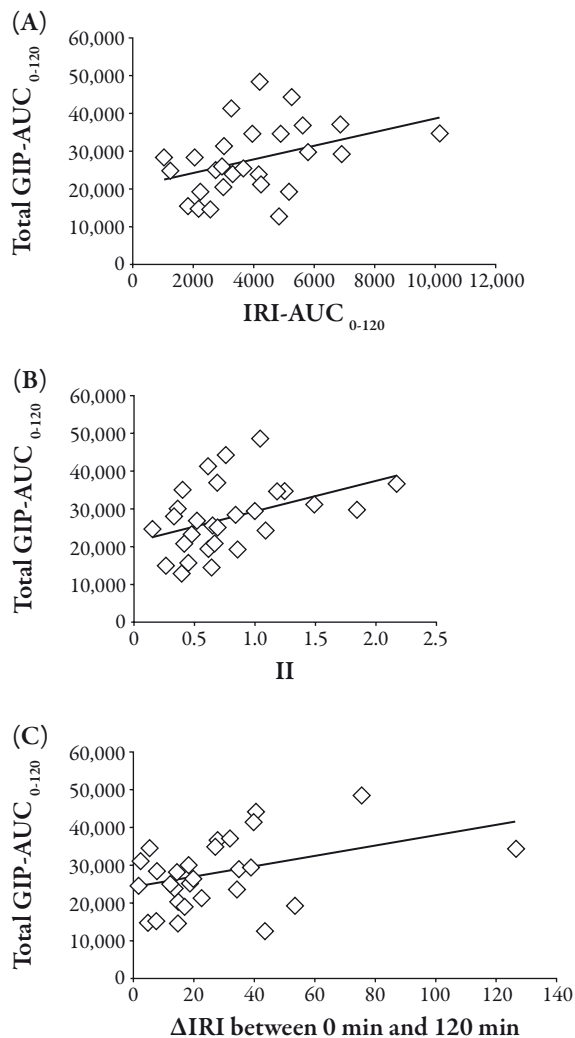 (A)
Total GIP-AUC 0-120
60,000
50,000
40,000
30,000
20,000
10,000
0
0 2000 4000 6000 8000 10,000 12,000
IRI-AUC 0-120
(B)
Total GIP-AUC 0-120
60,000
50,000
40,000
30,000
20,000
10,000
0
0 0.5 1.0 1.5 2.0 2.5
II
(C)
Total GIP-AUC 0-120
60,000
50,000
40,000
30,000
20,000
10,000
0
0 20 40 60 80 100 120 140
ΔIRI between 0 min and 120 min